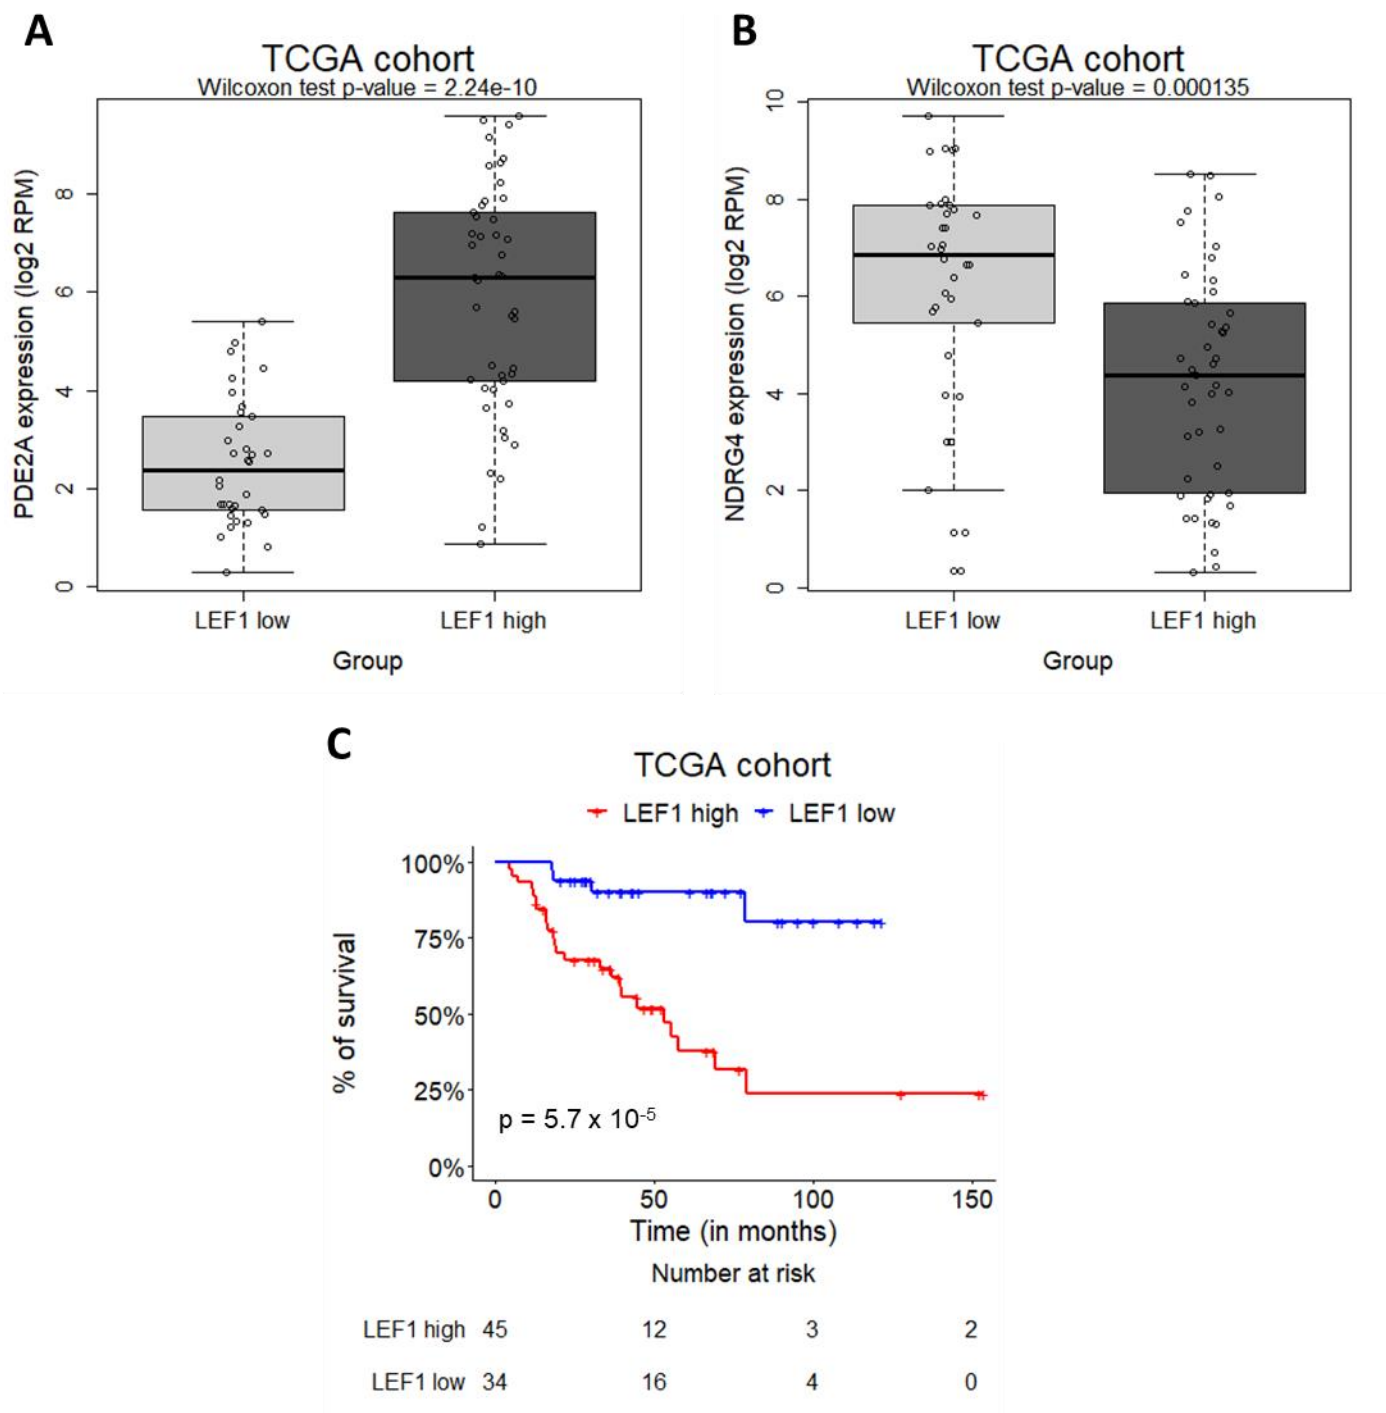 A
TCGA cohort
Wilcoxon test p-value = 2.24e-10
PDE2A expression (log2 RPM)
8
6
4
2
0
LEF1 low LEF1 high
Group
B
TCGA cohort
Wilcoxon test p-value = 0.000135
NDRG4 expression (log2 RPM)
10
8
6
4
2
0
LEF1 low LEF1 high
Group
C
TCGA cohort
LEF1 high LEF1 low
% of survival
100%
75%
50%
25%
0%
p = 5.7 x 10-5
0 50 100 150
Time (in months)
Number at risk
LEF1 high 45 12 3 2
LEF1 low 34 16 4 0